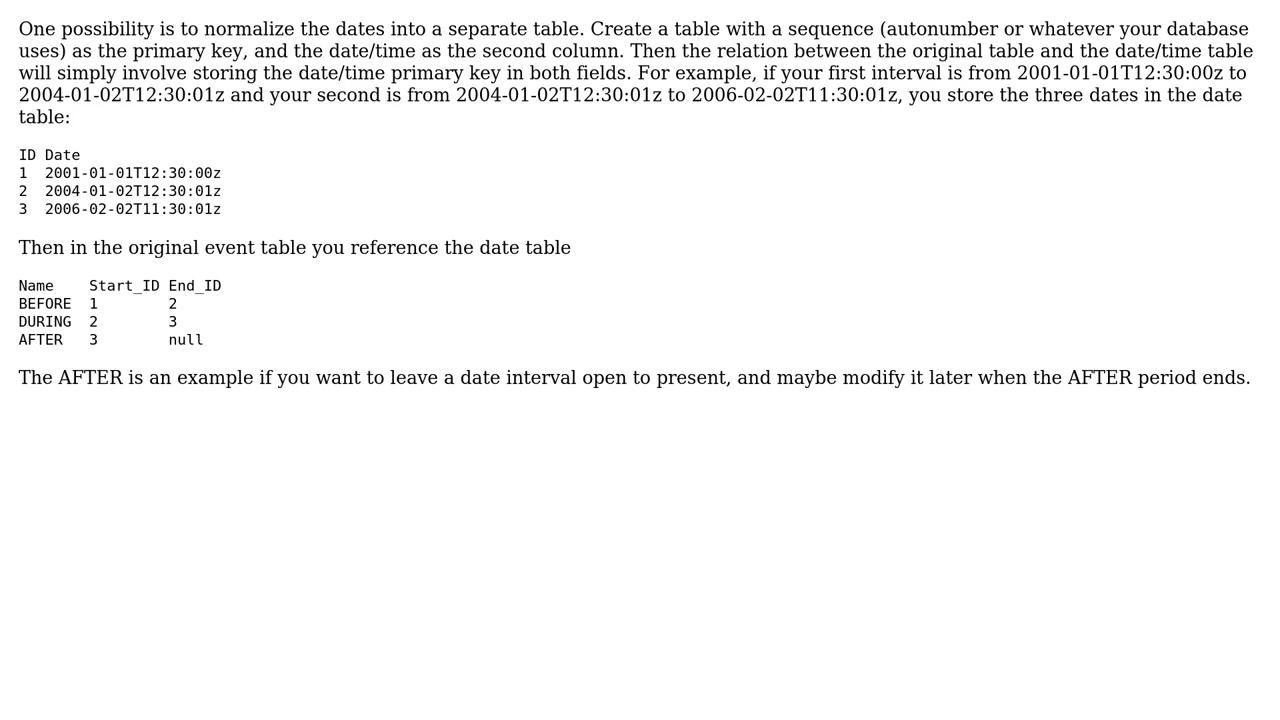 One possibility is to normalize the dates into a separate table. Create a table with a sequence (autonumber or whatever your database
uses) as the primary key, and the date/time as the second column. Then the relation between the original table and the date/time table
will simply involve storing the date/time primary key in both fields. For example, if your first interval is from 2001-01-01T12:30:00z to
2004-01-02T12:30:01z and your second is from 2004-01-02T12:30:01z to 2006-02-02T11:30:01z, you store the three dates in the date
table:
ID Date
1  2001-01-01T12:30:00z
2  2004-01-02T12:30:01z
3  2006-02-02T11:30:01z
Then in the original event table you reference the date table
Name    Start_ID End_ID
BEFORE  1        2
DURING  2        3
AFTER   3        null
The AFTER is an example if you want to leave a date interval open to present, and maybe modify it later when the AFTER period ends.